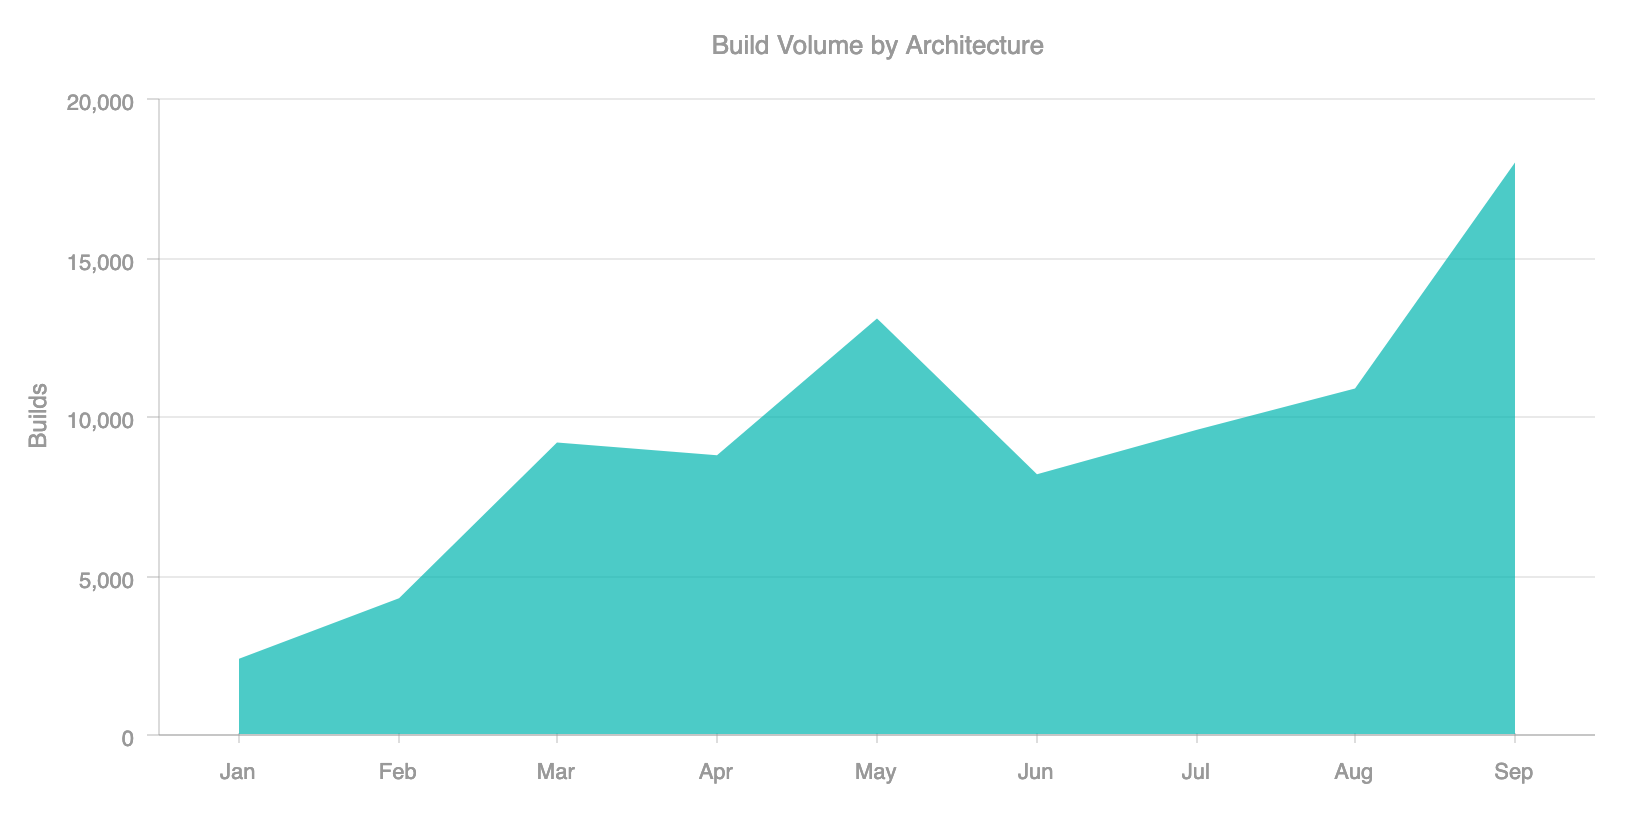 Build Volume by Architecture
20,000
15,000
10,000
5,000
0
Builds
Jan Feb Mar Apr May Jun Jul Aug Sep